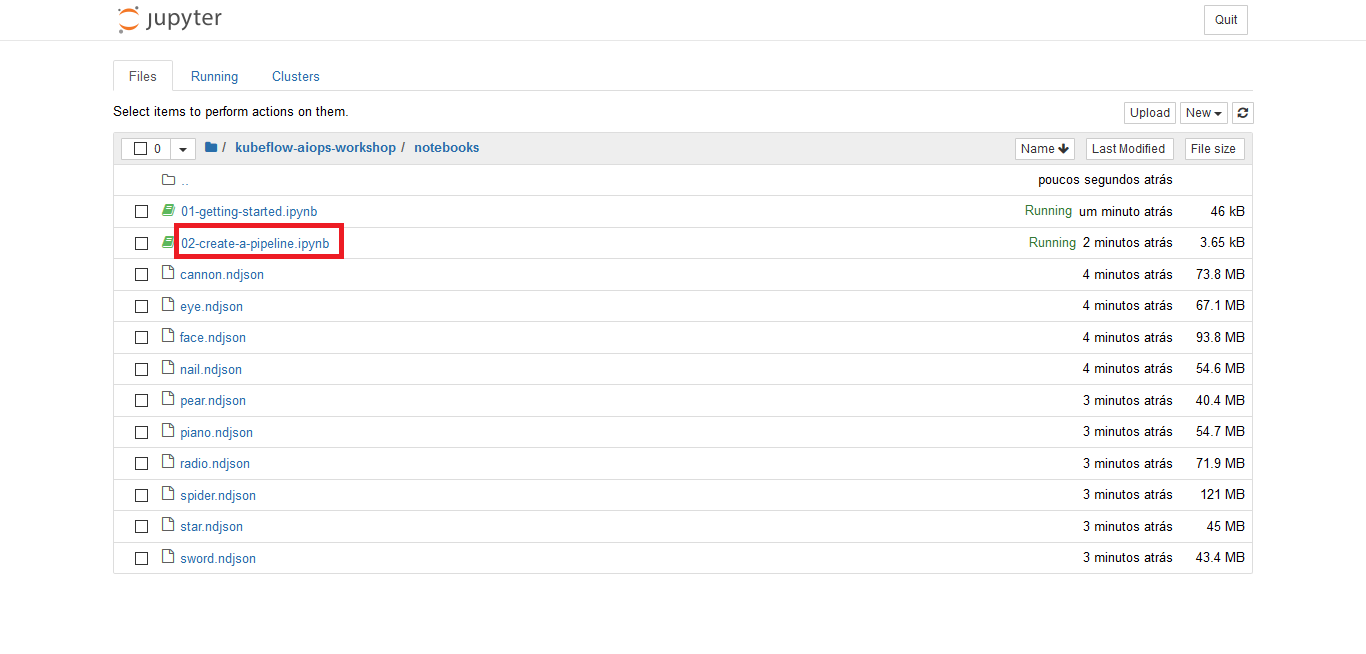 jupyter Quit
Files Running Clusters
Select items to perform actions on them. Upload New
0 / kubeflow-aiops-workshop / notebooks Name Last Modified File size
.. poucos segundos atrás
01-getting-started.ipynb Running um minuto atrás 46 kB
02-create-a-pipeline.ipynb Running 2 minutos atrás 3.65 kB
cannon.ndjson 4 minutos atrás 73.8 MB
eye.ndjson 4 minutos atrás 67.1 MB
face.ndjson 4 minutos atrás 93.8 MB
nail.ndjson 4 minutos atrás 54.6 MB
pear.ndjson 3 minutos atrás 40.4 MB
piano.ndjson 3 minutos atrás 54.7 MB
radio.ndjson 3 minutos atrás 71.9 MB
spider.ndjson 3 minutos atrás 121 MB
star.ndjson 3 minutos atrás 45 MB
sword.ndjson 3 minutos atrás 43.4 MB